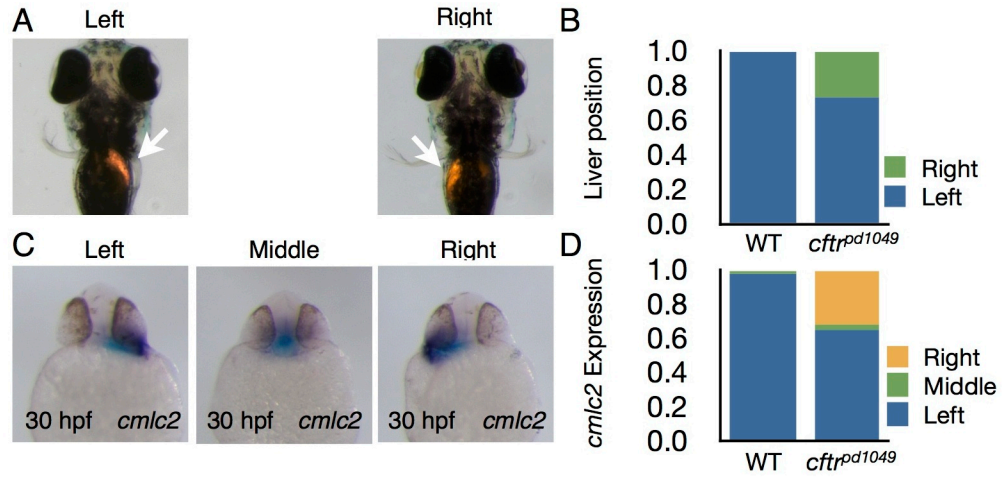 A
Left
Right
B
Liver position
1.0
0.8
0.6
0.4
0.2
0.0
WT
cftrpd1049
Right
Left
C
Left
Middle
Right
30 hpf cmlc2
30 hpf cmlc2
30 hpf cmlc2
D
cmlc2 Expression
1.0
0.8
0.6
0.4
0.2
0.0
WT
cftrpd1049
Right
Middle
Left